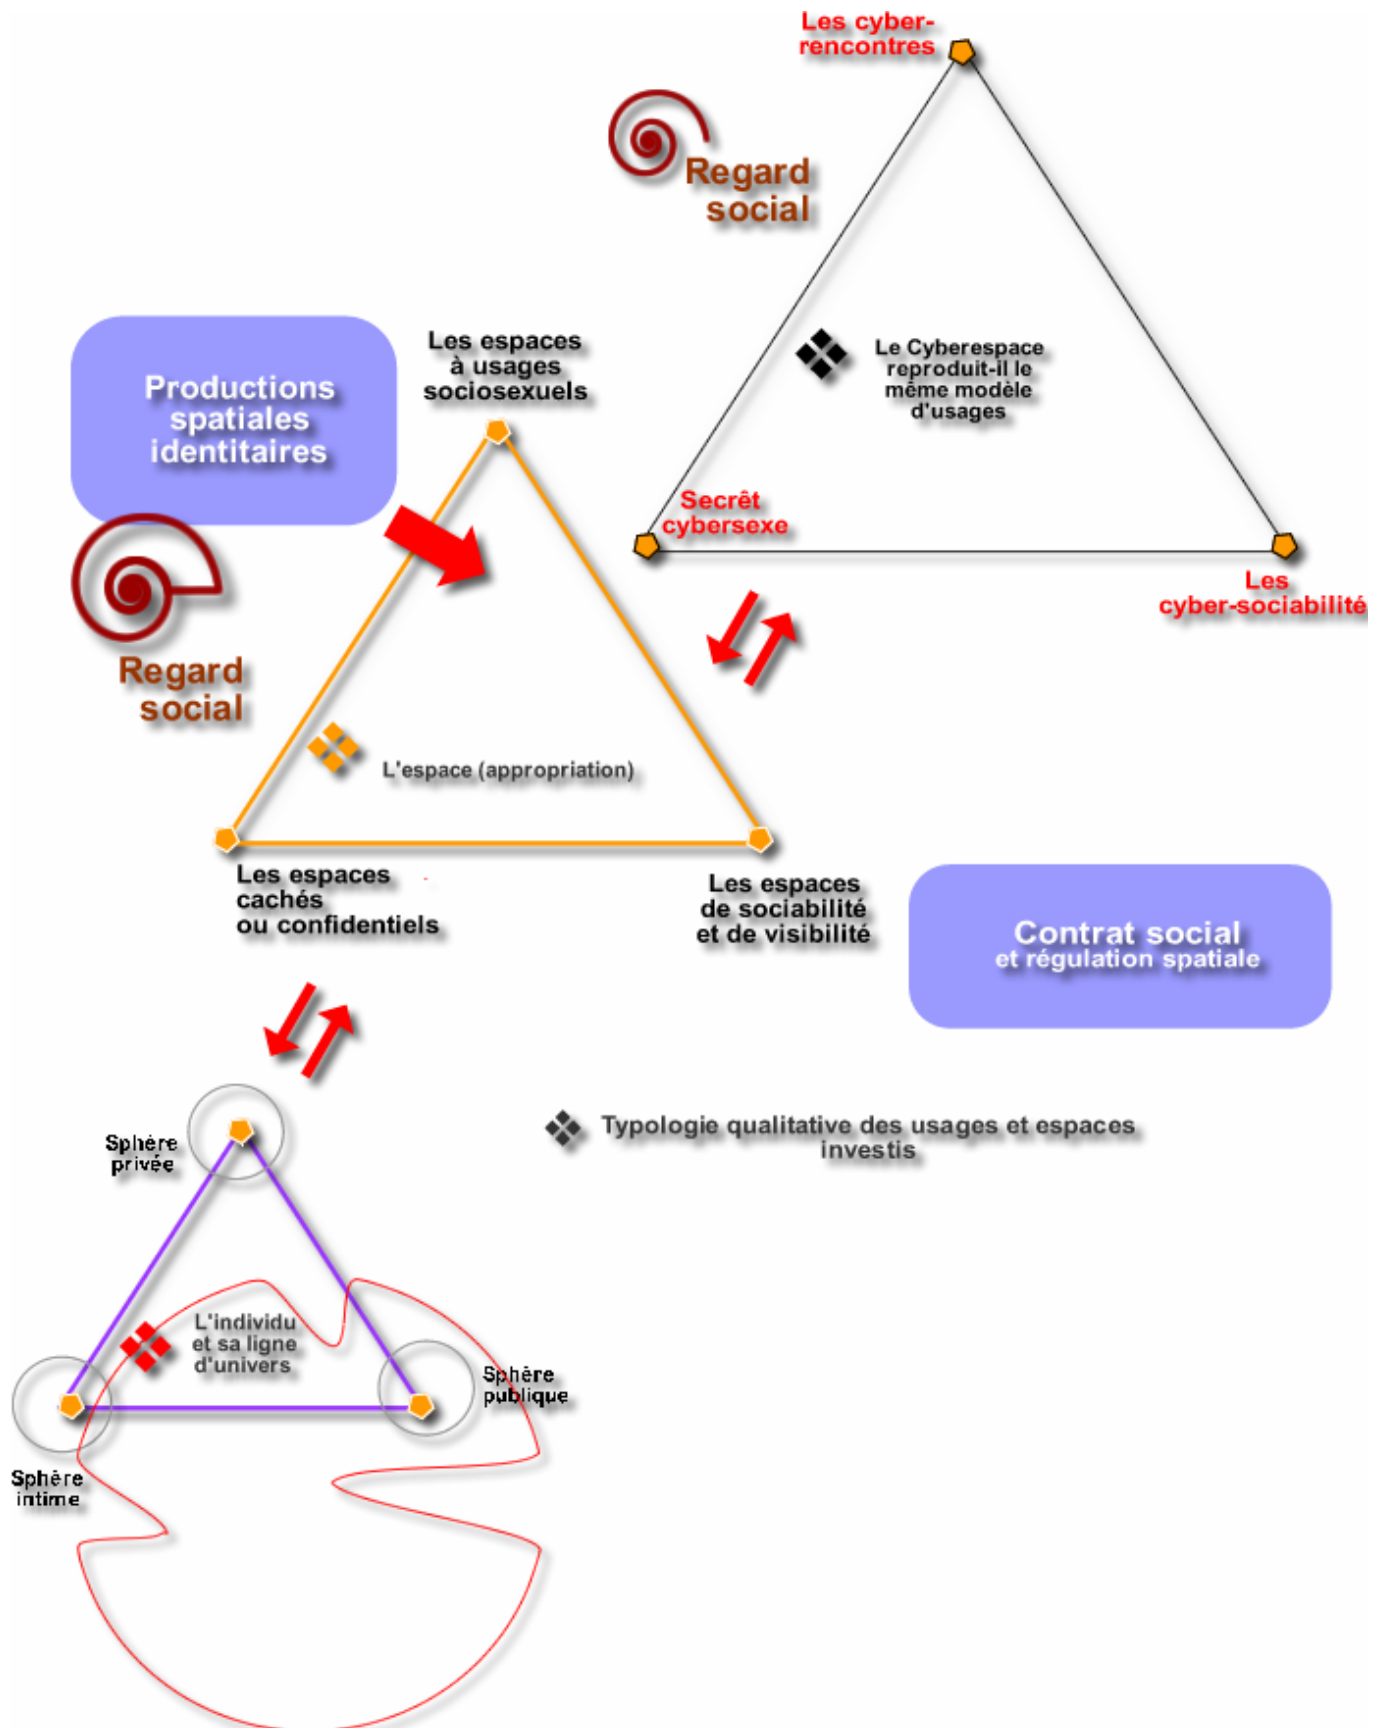 Les cyber-
rencontres
Regard
social
Le Cyberespace
reproduit-il le
même modèle
d'usages
Secrêt
cybersexe
Les
cyber-sociabilité
Productions
spatiales
identitaires
Les espaces
à usages
sociosexuels
Regard
social
L'espace (appropriation)
Les espaces
cachés
ou confidentiels
Les espaces
de sociabilité
et de visibilité
Contrat social
et régulation spatiale
Typologie qualitative des usages et espaces
investis
Sphère
privée
L'individu
et sa ligne
d'univers
Sphère
publique
Sphère
intime